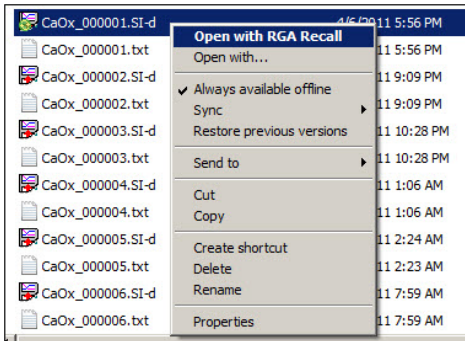 CaOx_000001.SI-d 4/6/2011 5:56 PM
Open with RGA Recall
CaOx_000001.txt 11 5:56 PM
Open with...
CaOx_000002.SI-d 11 9:09 PM
Always available offline
CaOx_000002.txt 11 9:09 PM
Sync
CaOx_000003.SI-d 11 10:28 PM
Restore previous versions
CaOx_000003.txt 11 10:28 PM
Send to
CaOx_000004.SI-d 11 1:06 AM
Cut
CaOx_000004.txt 11 1:06 AM
Copy
CaOx_000005.SI-d 11 2:24 AM
Create shortcut
CaOx_000005.txt 11 2:23 AM
Delete
CaOx_000006.SI-d 11 7:59 AM
Rename
CaOx_000006.txt 11 7:59 AM
Properties